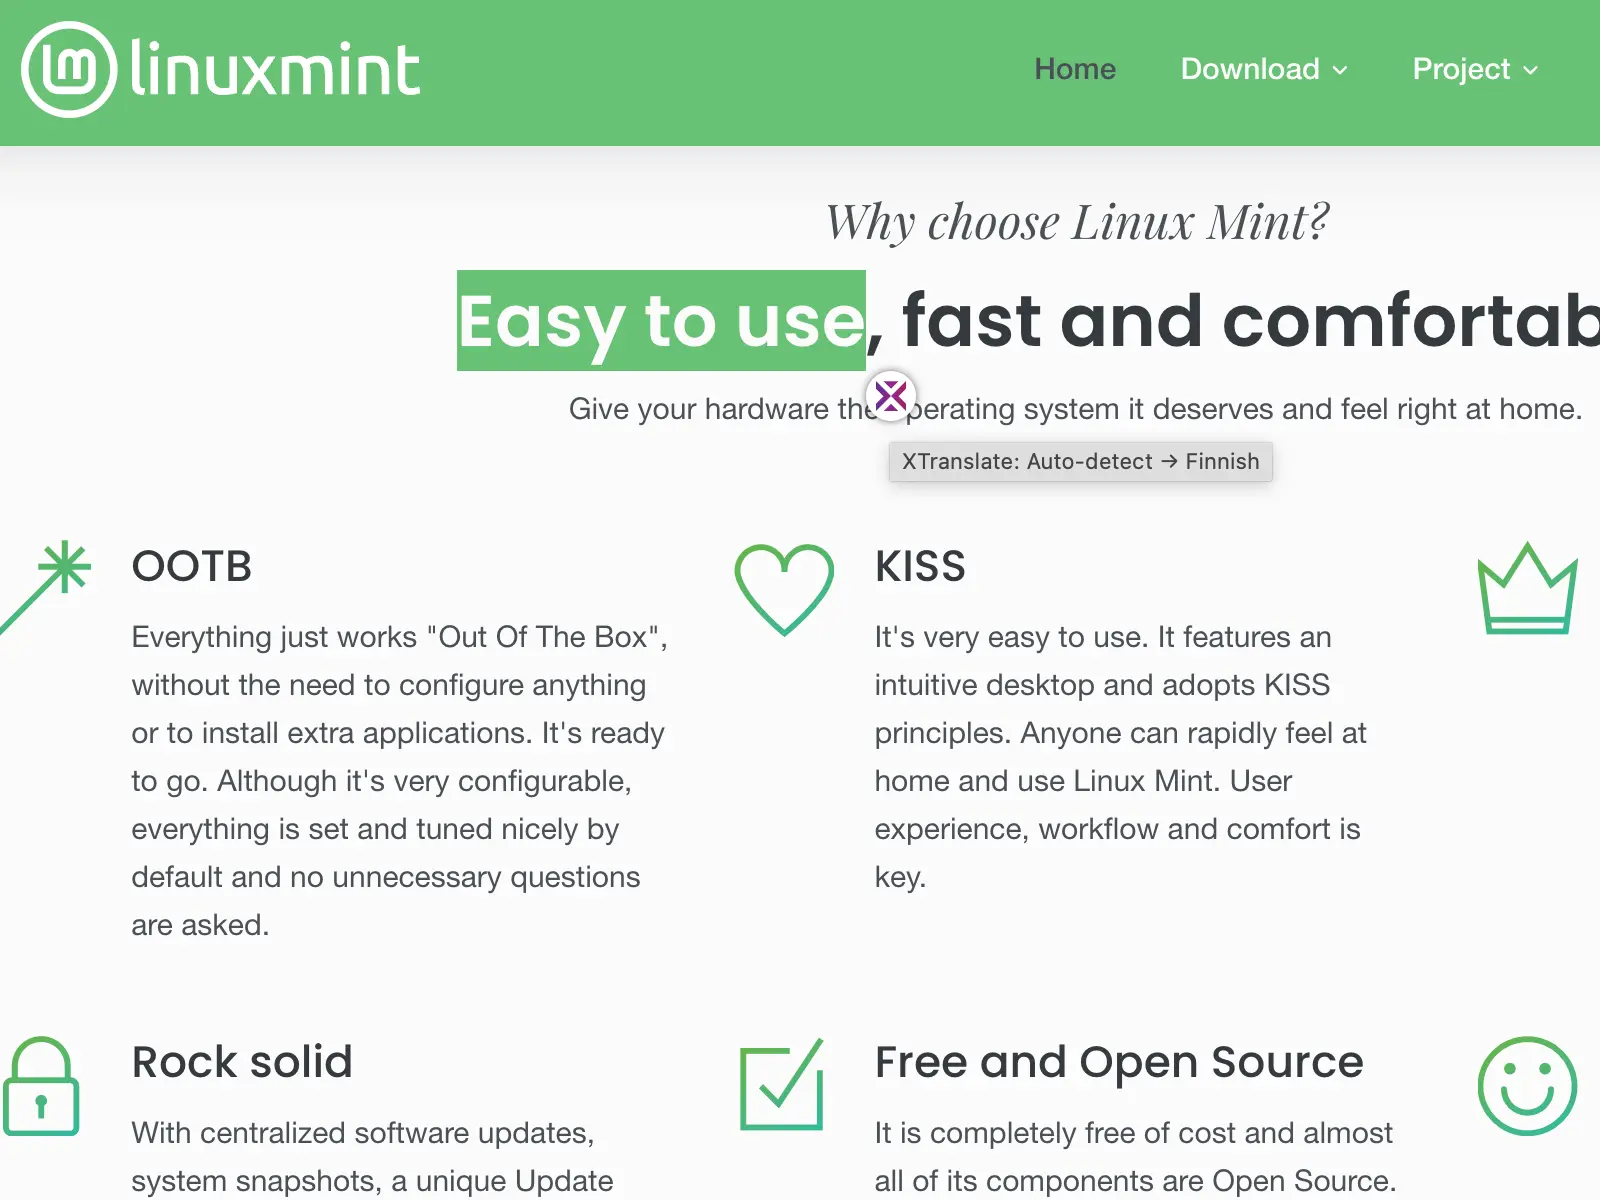 linuxmint
Home
Download
Project
Why choose Linux Mint?
Easy to use, fast and comfortab
Give your hardware the perating system it deserves and feel right at home.
XTranslate: Auto-detect → Finnish
OOTB
Everything just works "Out Of The Box",
without the need to configure anything
or to install extra applications. It's ready
to go. Although it's very configurable,
everything is set and tuned nicely by
default and no unnecessary questions
are asked.
KISS
It's very easy to use. It features an
intuitive desktop and adopts KISS
principles. Anyone can rapidly feel at
home and use Linux Mint. User
experience, workflow and comfort is
key.
Rock solid
With centralized software updates,
system snapshots, a unique Update
Free and Open Source
It is completely free of cost and almost
all of its components are Open Source.